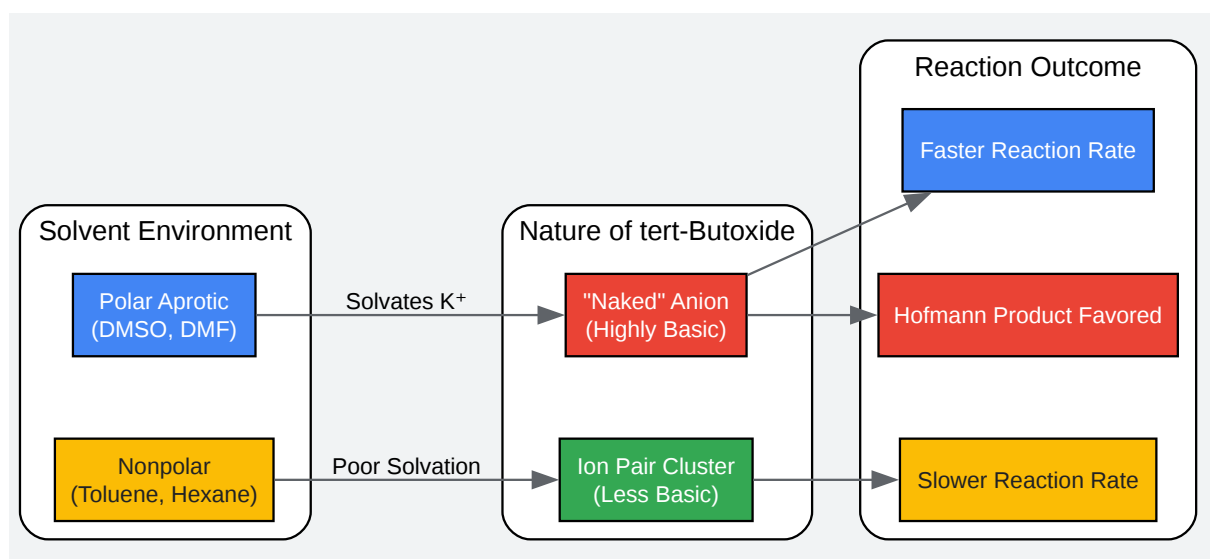 Reaction Outcome
Faster Reaction Rate
Solvent Environment
Nature of tert-Butoxide
Polar Aprotic
(DMSO, DMF)
Solvates K⁺
"Naked" Anion
(Highly Basic)
Hofmann Product Favored
Nonpolar
(Toluene, Hexane)
Poor Solvation
Ion Pair Cluster
(Less Basic)
Slower Reaction Rate